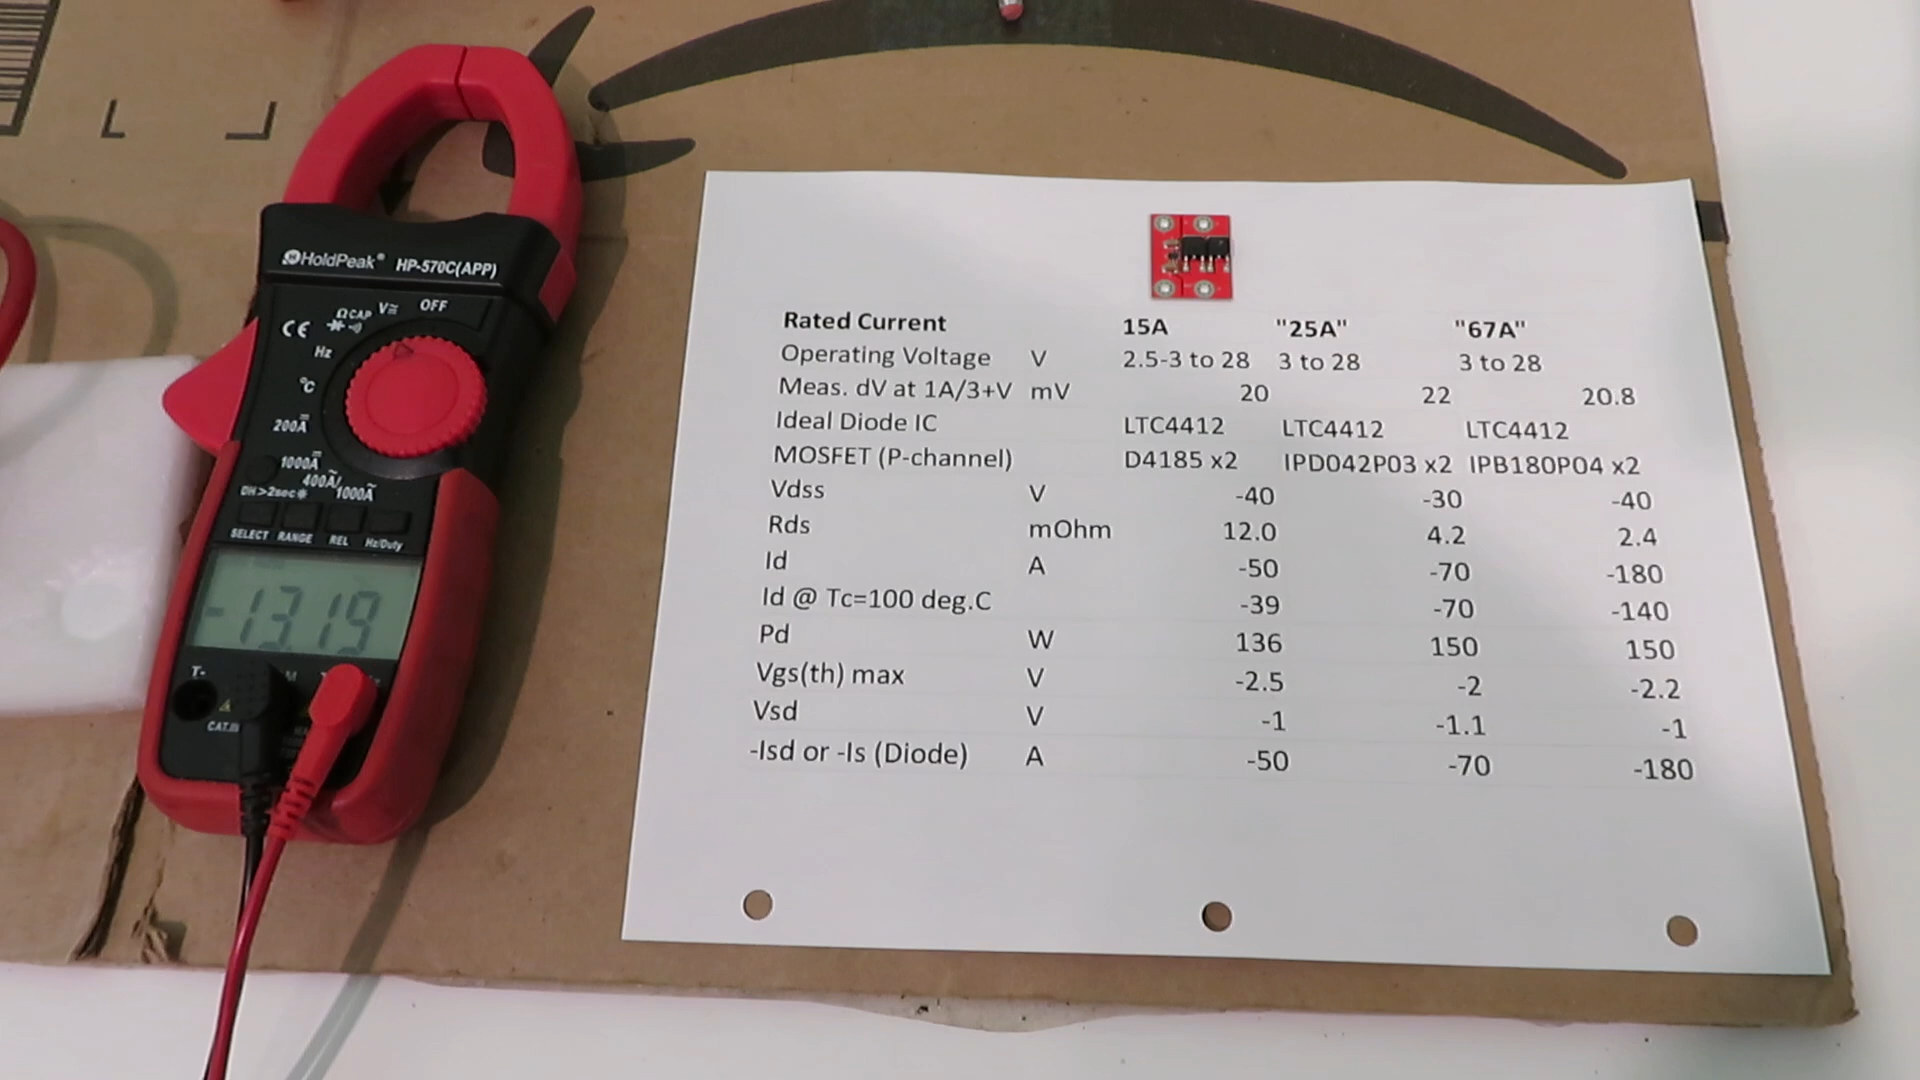 HoldPeak® HP-570C(APP)
OFF
V
ΩCAP
CE
Hz
°C
200A
1000A
400A/
1000A
DH>2sec
SELECT RANGE REL Hz/Duty
-13.19
T-
CAT.III
Rated Current 15A "25A" "67A"
Operating Voltage V 2.5-3 to 28 3 to 28 3 to 28
Meas. dV at 1A/3+V mV 20 22 20.8
Ideal Diode IC LTC4412 LTC4412 LTC4412
MOSFET (P-channel) D4185 x2 IPD042P03 x2 IPB180P04 x2
Vdss V -40 -30 -40
Rds mOhm 12.0 4.2 2.4
Id A -50 -70 -180
Id @ Tc=100 deg.C -39 -70 -140
Pd W 136 150 150
Vgs(th) max V -2.5 -2 -2.2
Vsd V -1 -1.1 -1
-Isd or -Is (Diode) A -50 -70 -180